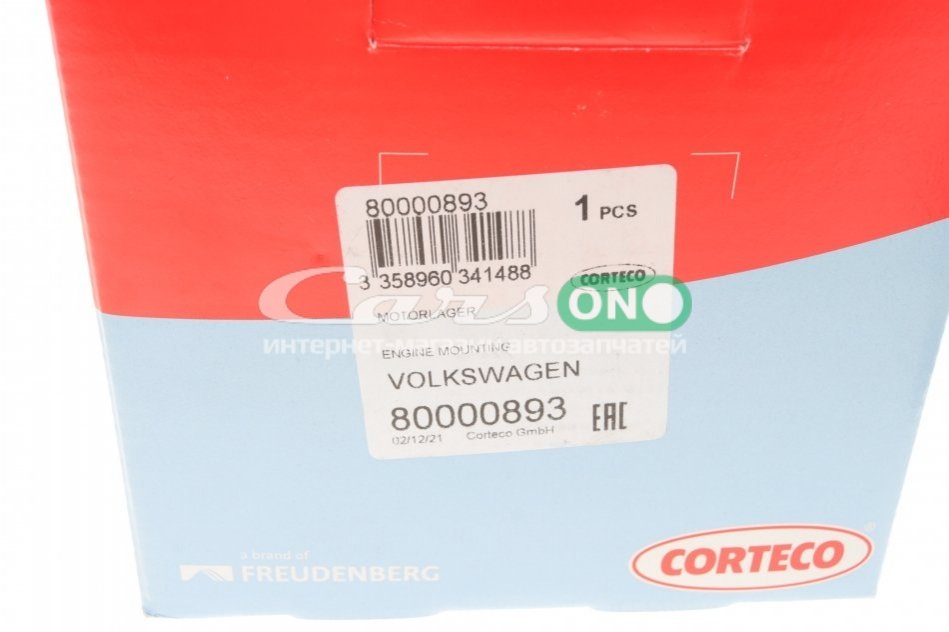 80000893
1 PCS
3 358960 341488
CORTECO
Cars ONO
MOTORLAGER
интернет-магазин автозапчастей
ENGINE MOUNTING
VOLKSWAGEN
80000893
EAC
02/12/21 Corteco GmbH
a brand of
FREUDENBERG
CORTECO®